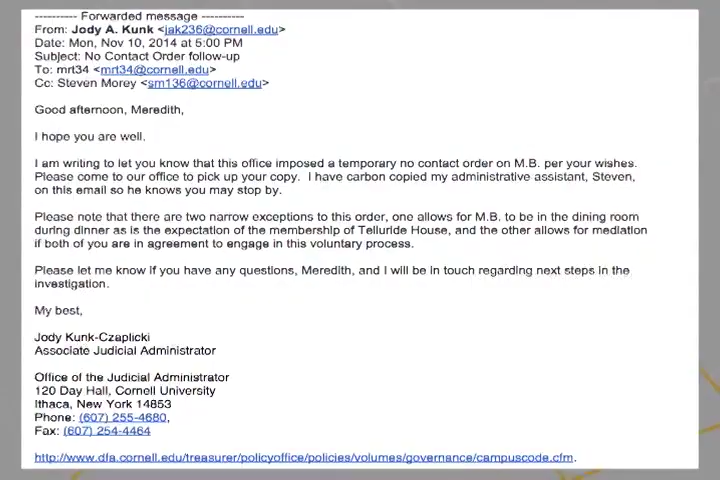 ---------- Forwarded message ----------
From: Jody A. Kunk <jak236@cornell.edu>
Date: Mon, Nov 10, 2014 at 5:00 PM
Subject: No Contact Order follow-up
To: mrt34 <mrt34@cornell.edu>
Cc: Steven Morey <sm136@cornell.edu>
Good afternoon, Meredith,
I hope you are well.
I am writing to let you know that this office imposed a temporary no contact order on M.B. per your wishes.
Please come to our office to pick up your copy. I have carbon copied my administrative assistant, Steven,
on this email so he knows you may stop by.
Please note that there are two narrow exceptions to this order, one allows for M.B. to be in the dining room
during dinner as is the expectation of the membership of Telluride House, and the other allows for mediation
if both of you are in agreement to engage in this voluntary process.
Please let me know if you have any questions, Meredith, and I will be in touch regarding next steps in the
investigation.
My best,
Jody Kunk-Czaplicki
Associate Judicial Administrator
Office of the Judicial Administrator
120 Day Hall, Cornell University
Ithaca, New York 14853
Phone: (607) 255-4680,
Fax: (607) 254-4464
http://www.dfa.cornell.edu/treasurer/policyoffice/policies/volumes/governance/campuscode.cfm.